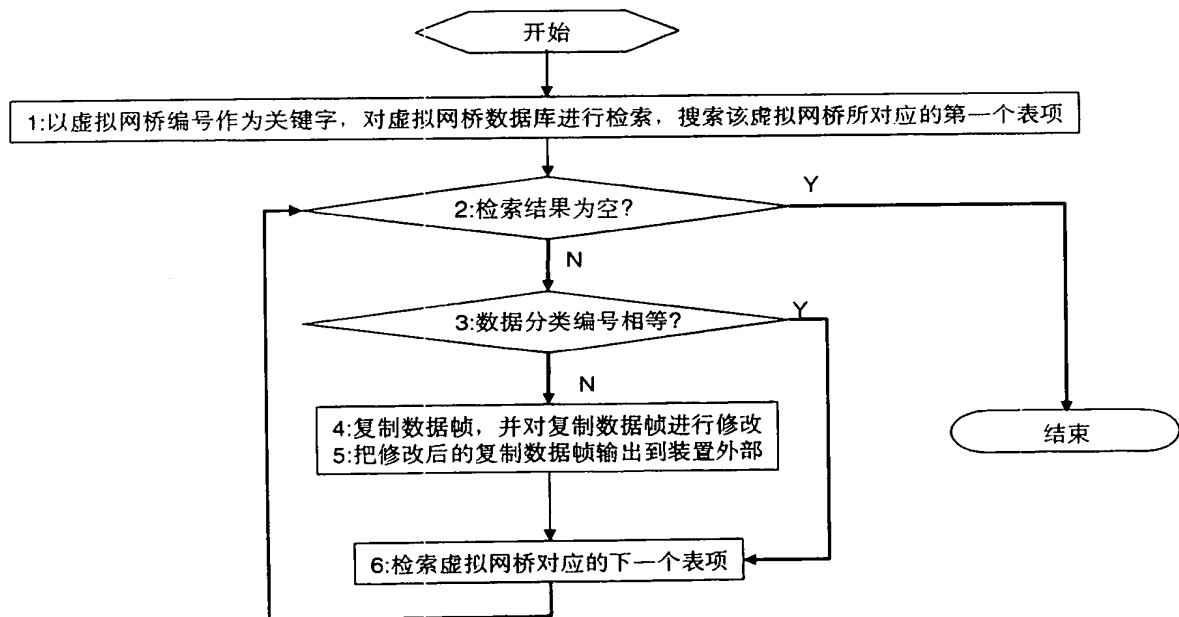 开始
1:以虚拟网桥编号作为关键字，对虚拟网桥数据库进行检索，搜索该虚拟网桥所对应的第一个表项
Y
2:检索结果为空？
N
Y
3:数据分类编号相等？
N
4:复制数据帧，并对复制数据帧进行修改
5:把修改后的复制数据帧输出到装置外部
结束
6:检索虚拟网桥对应的下一个表项